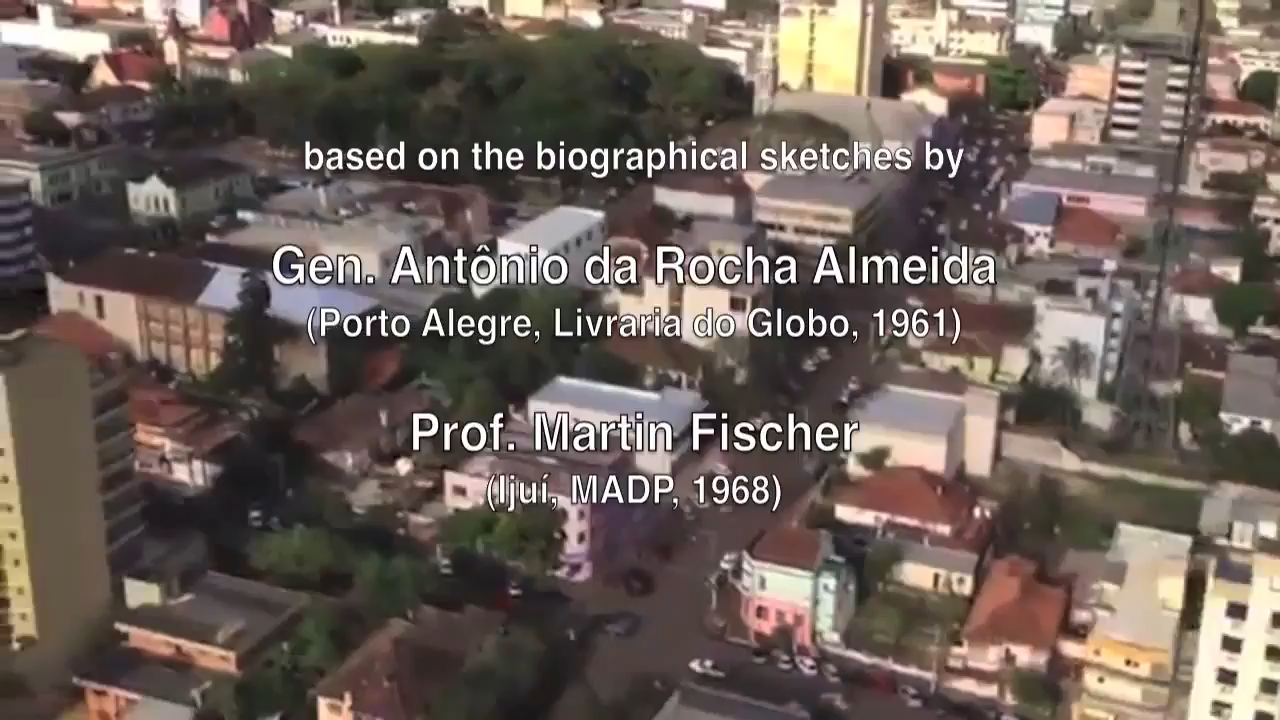 based on the biographical sketches by
Gen. Antônio da Rocha Almeida
(Porto Alegre, Livraria do Globo, 1961)
Prof. Martin Fischer
(Ijuí, MADP, 1968)